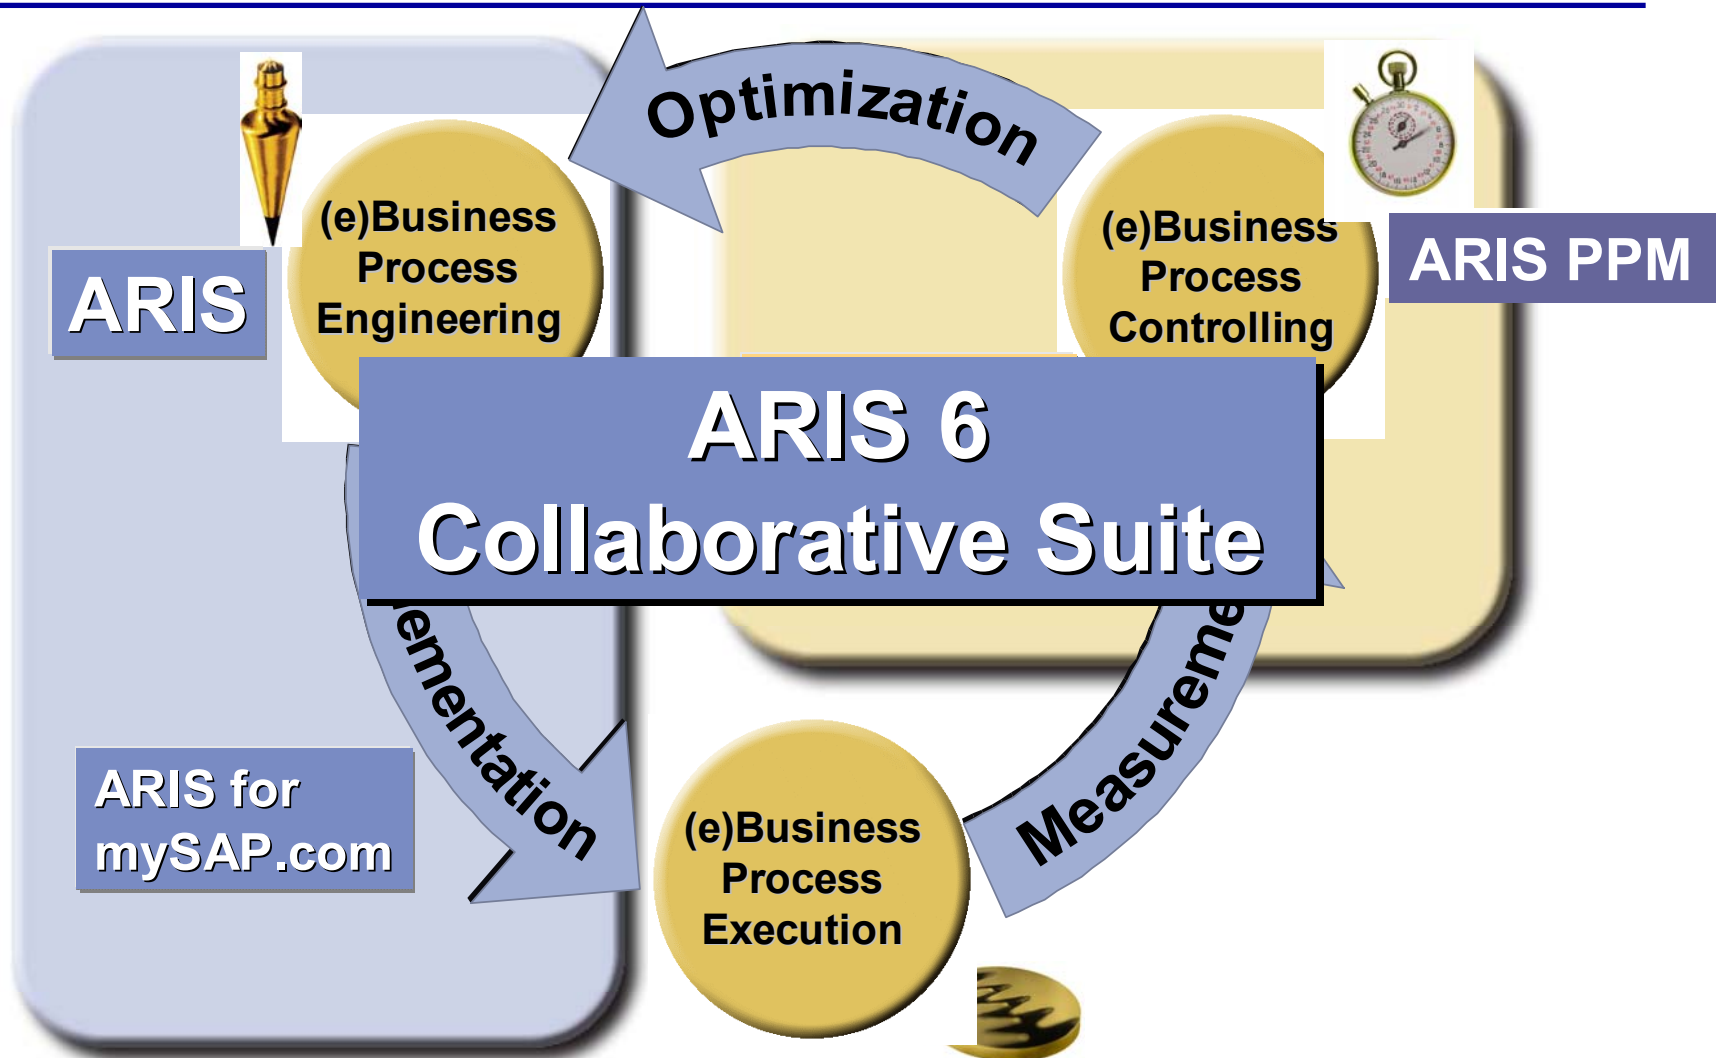 Optimization
(e)Business
Process
Engineering
(e)Business
Process
Controlling
ARIS
ARIS PPM
ARIS 6
Collaborative Suite
ementation
Measureme
ARIS for
mySAP.com
(e)Business
Process
Execution